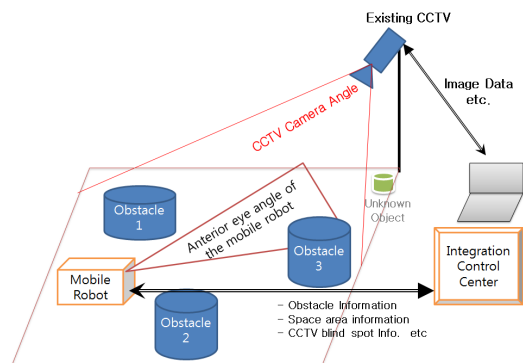 Existing CCTV
Image Data
etc.
CCTV Camera Angle
Unknown
Object
Obstacle
1
Anterior eye angle of
the mobile robot
Obstacle
3
Integration
Control
Center
Mobile
Robot
Obstacle
2
- Obstacle Information
- Space area information
- CCTV blind spot Info. etc